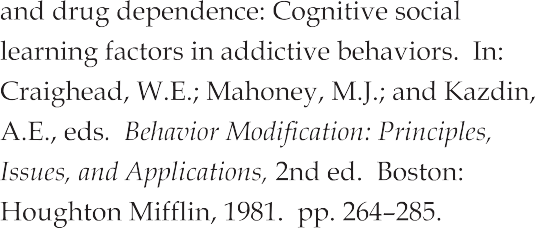 and drug dependence: Cognitive social
learning factors in addictive behaviors.  In:
Craighead, W.E.; Mahoney, M.J.; and Kazdin,
A.E., eds.  Behavior Modification: Principles,
Issues, and Applications, 2nd ed.  Boston:
Houghton Mifflin, 1981.  pp. 264–285.